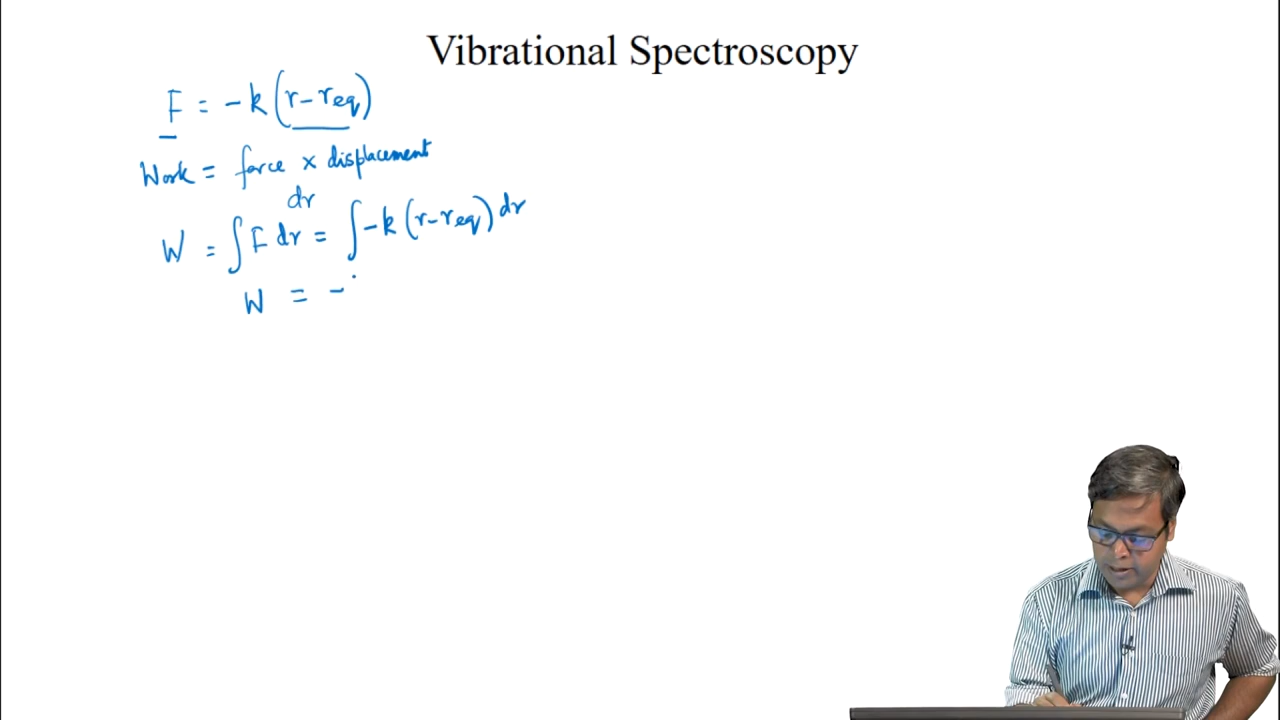 Vibrational Spectroscopy
F = -k(r-req)
Work = force × displacement
dr
W = ∫F dr = ∫-k(r-req) dr
W = -